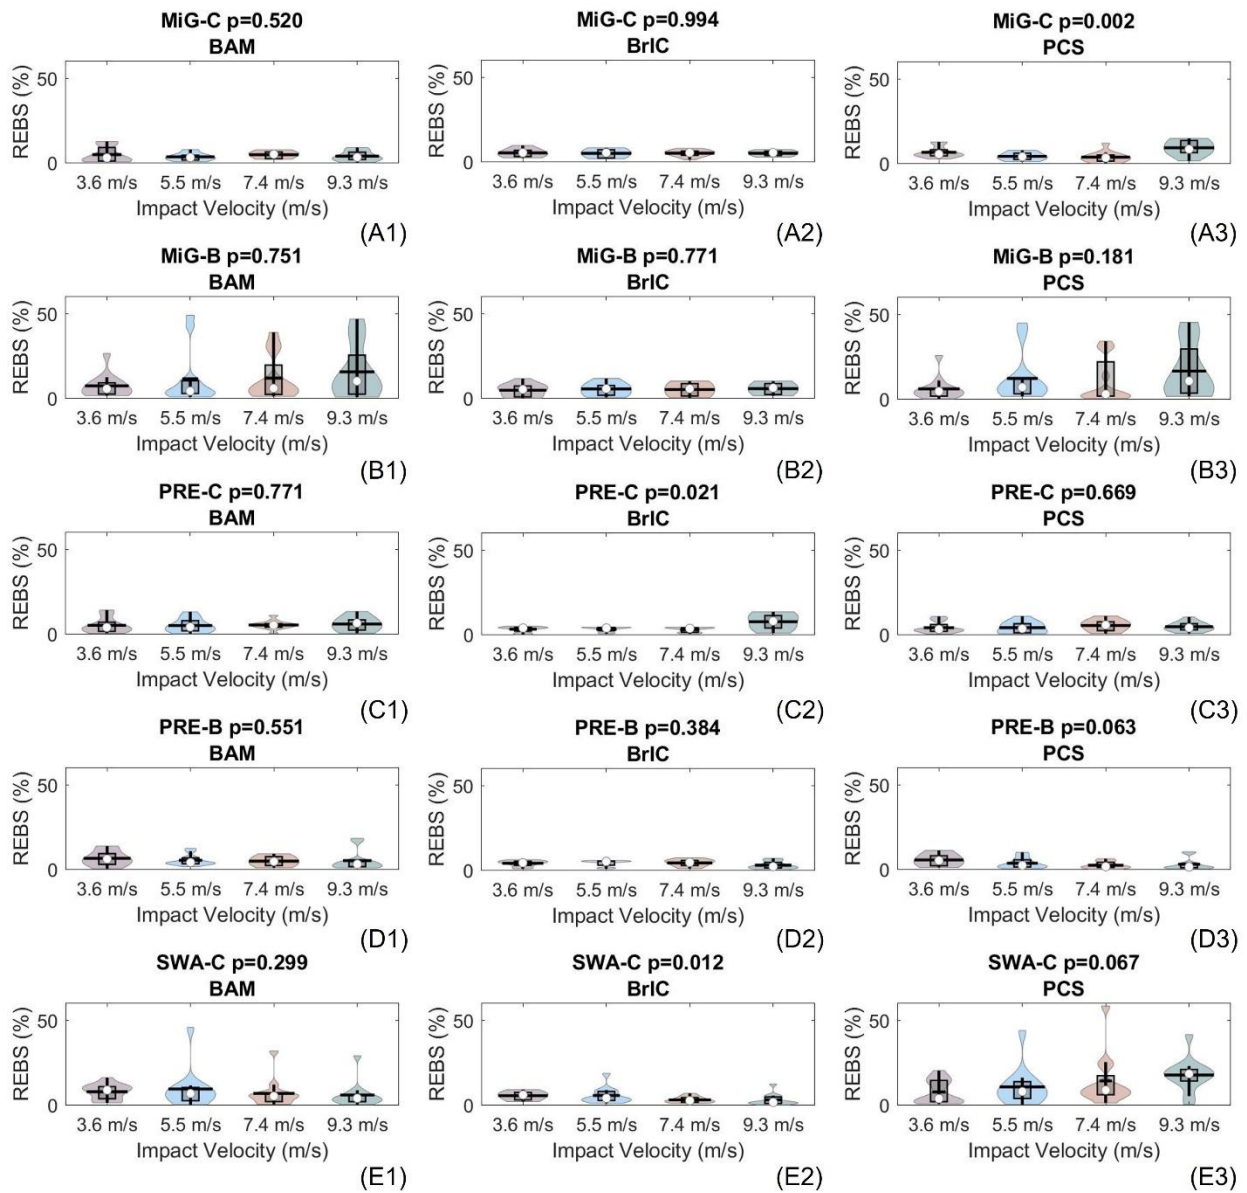 MiG-C p=0.520
BAM
REBS (%)
50
0
3.6 m/s 5.5 m/s 7.4 m/s 9.3 m/s
Impact Velocity (m/s)
(A1)
MiG-C p=0.994
BrIC
REBS (%)
50
0
3.6 m/s 5.5 m/s 7.4 m/s 9.3 m/s
Impact Velocity (m/s)
(A2)
MiG-C p=0.002
PCS
REBS (%)
50
0
3.6 m/s 5.5 m/s 7.4 m/s 9.3 m/s
Impact Velocity (m/s)
(A3)
MiG-B p=0.751
BAM
REBS (%)
50
0
3.6 m/s 5.5 m/s 7.4 m/s 9.3 m/s
Impact Velocity (m/s)
(B1)
MiG-B p=0.771
BrIC
REBS (%)
50
0
3.6 m/s 5.5 m/s 7.4 m/s 9.3 m/s
Impact Velocity (m/s)
(B2)
MiG-B p=0.181
PCS
REBS (%)
50
0
3.6 m/s 5.5 m/s 7.4 m/s 9.3 m/s
Impact Velocity (m/s)
(B3)
PRE-C p=0.771
BAM
REBS (%)
50
0
3.6 m/s 5.5 m/s 7.4 m/s 9.3 m/s
Impact Velocity (m/s)
(C1)
PRE-C p=0.021
BrIC
REBS (%)
50
0
3.6 m/s 5.5 m/s 7.4 m/s 9.3 m/s
Impact Velocity (m/s)
(C2)
PRE-C p=0.669
PCS
REBS (%)
50
0
3.6 m/s 5.5 m/s 7.4 m/s 9.3 m/s
Impact Velocity (m/s)
(C3)
PRE-B p=0.551
BAM
REBS (%)
50
0
3.6 m/s 5.5 m/s 7.4 m/s 9.3 m/s
Impact Velocity (m/s)
(D1)
PRE-B p=0.384
BrIC
REBS (%)
50
0
3.6 m/s 5.5 m/s 7.4 m/s 9.3 m/s
Impact Velocity (m/s)
(D2)
PRE-B p=0.063
PCS
REBS (%)
50
0
3.6 m/s 5.5 m/s 7.4 m/s 9.3 m/s
Impact Velocity (m/s)
(D3)
SWA-C p=0.299
BAM
REBS (%)
50
0
3.6 m/s 5.5 m/s 7.4 m/s 9.3 m/s
Impact Velocity (m/s)
(E1)
SWA-C p=0.012
BrIC
REBS (%)
50
0
3.6 m/s 5.5 m/s 7.4 m/s 9.3 m/s
Impact Velocity (m/s)
(E2)
SWA-C p=0.067
PCS
REBS (%)
50
0
3.6 m/s 5.5 m/s 7.4 m/s 9.3 m/s
Impact Velocity (m/s)
(E3)